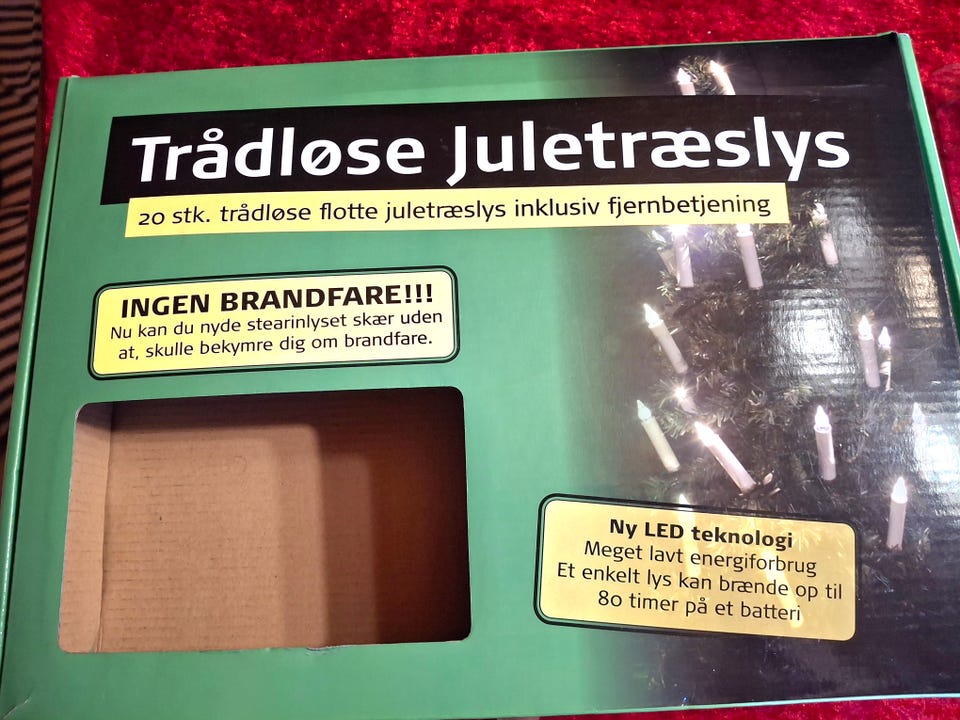 Trådløse Juletræslys
20 stk. trådløse flotte juletræslys inklusiv fjernbetjening
INGEN BRANDFARE!!!
Nu kan du nyde stearinlyset skær uden
at, skulle bekymre dig om brandfare.
Ny LED teknologi
Meget lavt energiforbrug
Et enkelt lys kan brænde op til
80 timer på et batteri